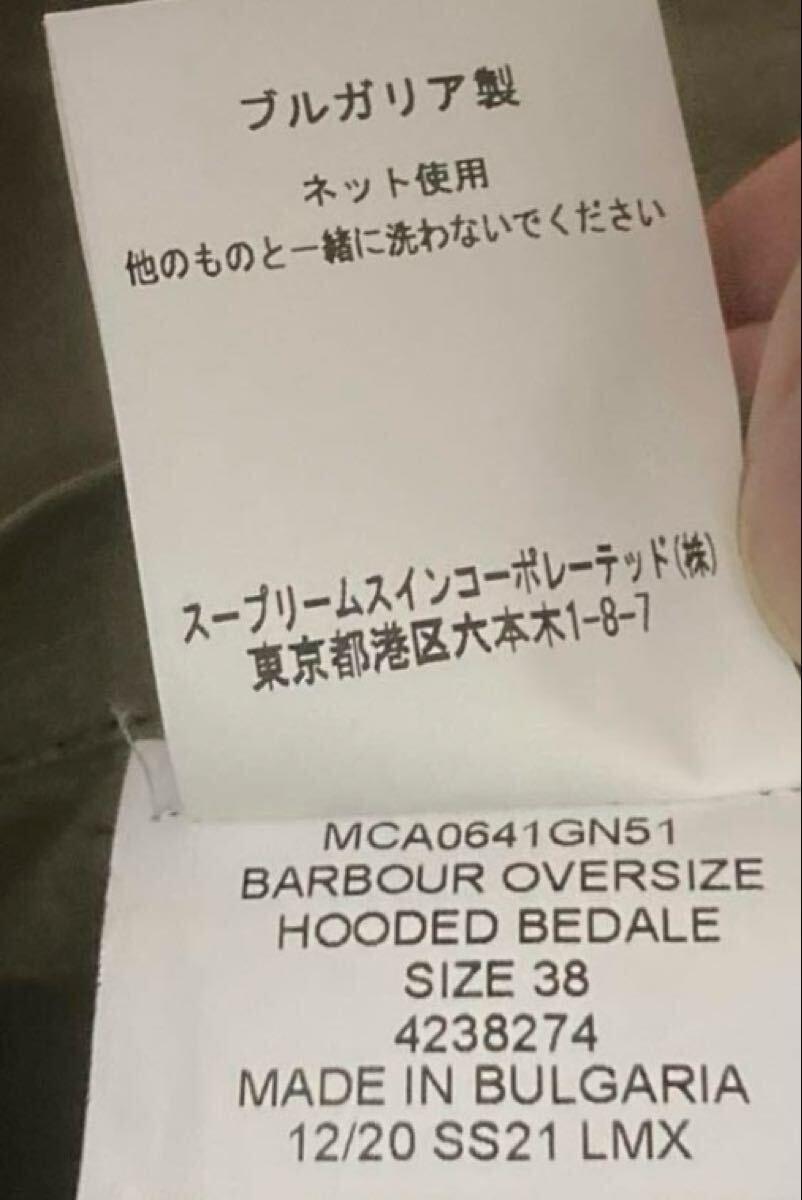 ブルガリア製
ネット使用
他のものと一緒に洗わないでください
スープリームスインコーポレーテッド(株)
東京都港区六本木1-8-7
MCA0641GN51
BARBOUR OVERSIZE
HOODED BEDALE
SIZE 38
4238274
MADE IN BULGARIA
12/20 SS21 LMX